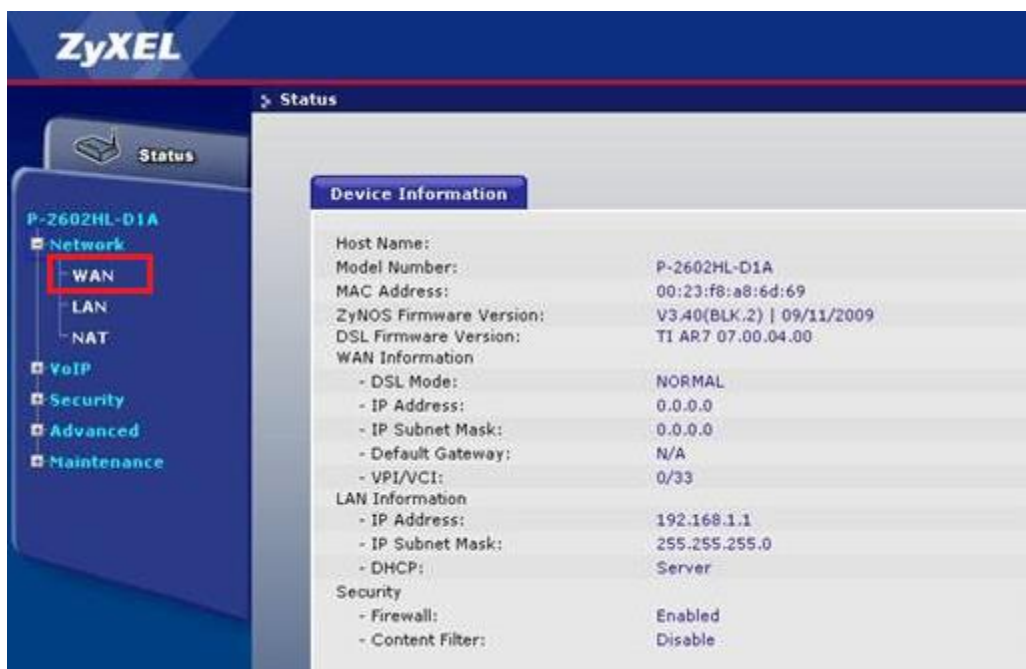 ZyXEL
> Status
Status
P-2602HL-D1A
Network
WAN
LAN
NAT
VoIP
Security
Advanced
Maintenance
Device Information
Host Name:
Model Number: P-2602HL-D1A
MAC Address: 00:23:f8:a8:6d:69
ZyNOS Firmware Version: V3.40(BLK.2) | 09/11/2009
DSL Firmware Version: TI AR7 07.00.04.00
WAN Information
- DSL Mode: NORMAL
- IP Address: 0.0.0.0
- IP Subnet Mask: 0.0.0.0
- Default Gateway: N/A
- VPI/VCI: 0/33
LAN Information
- IP Address: 192.168.1.1
- IP Subnet Mask: 255.255.255.0
- DHCP: Server
Security
- Firewall: Enabled
- Content Filter: Disable